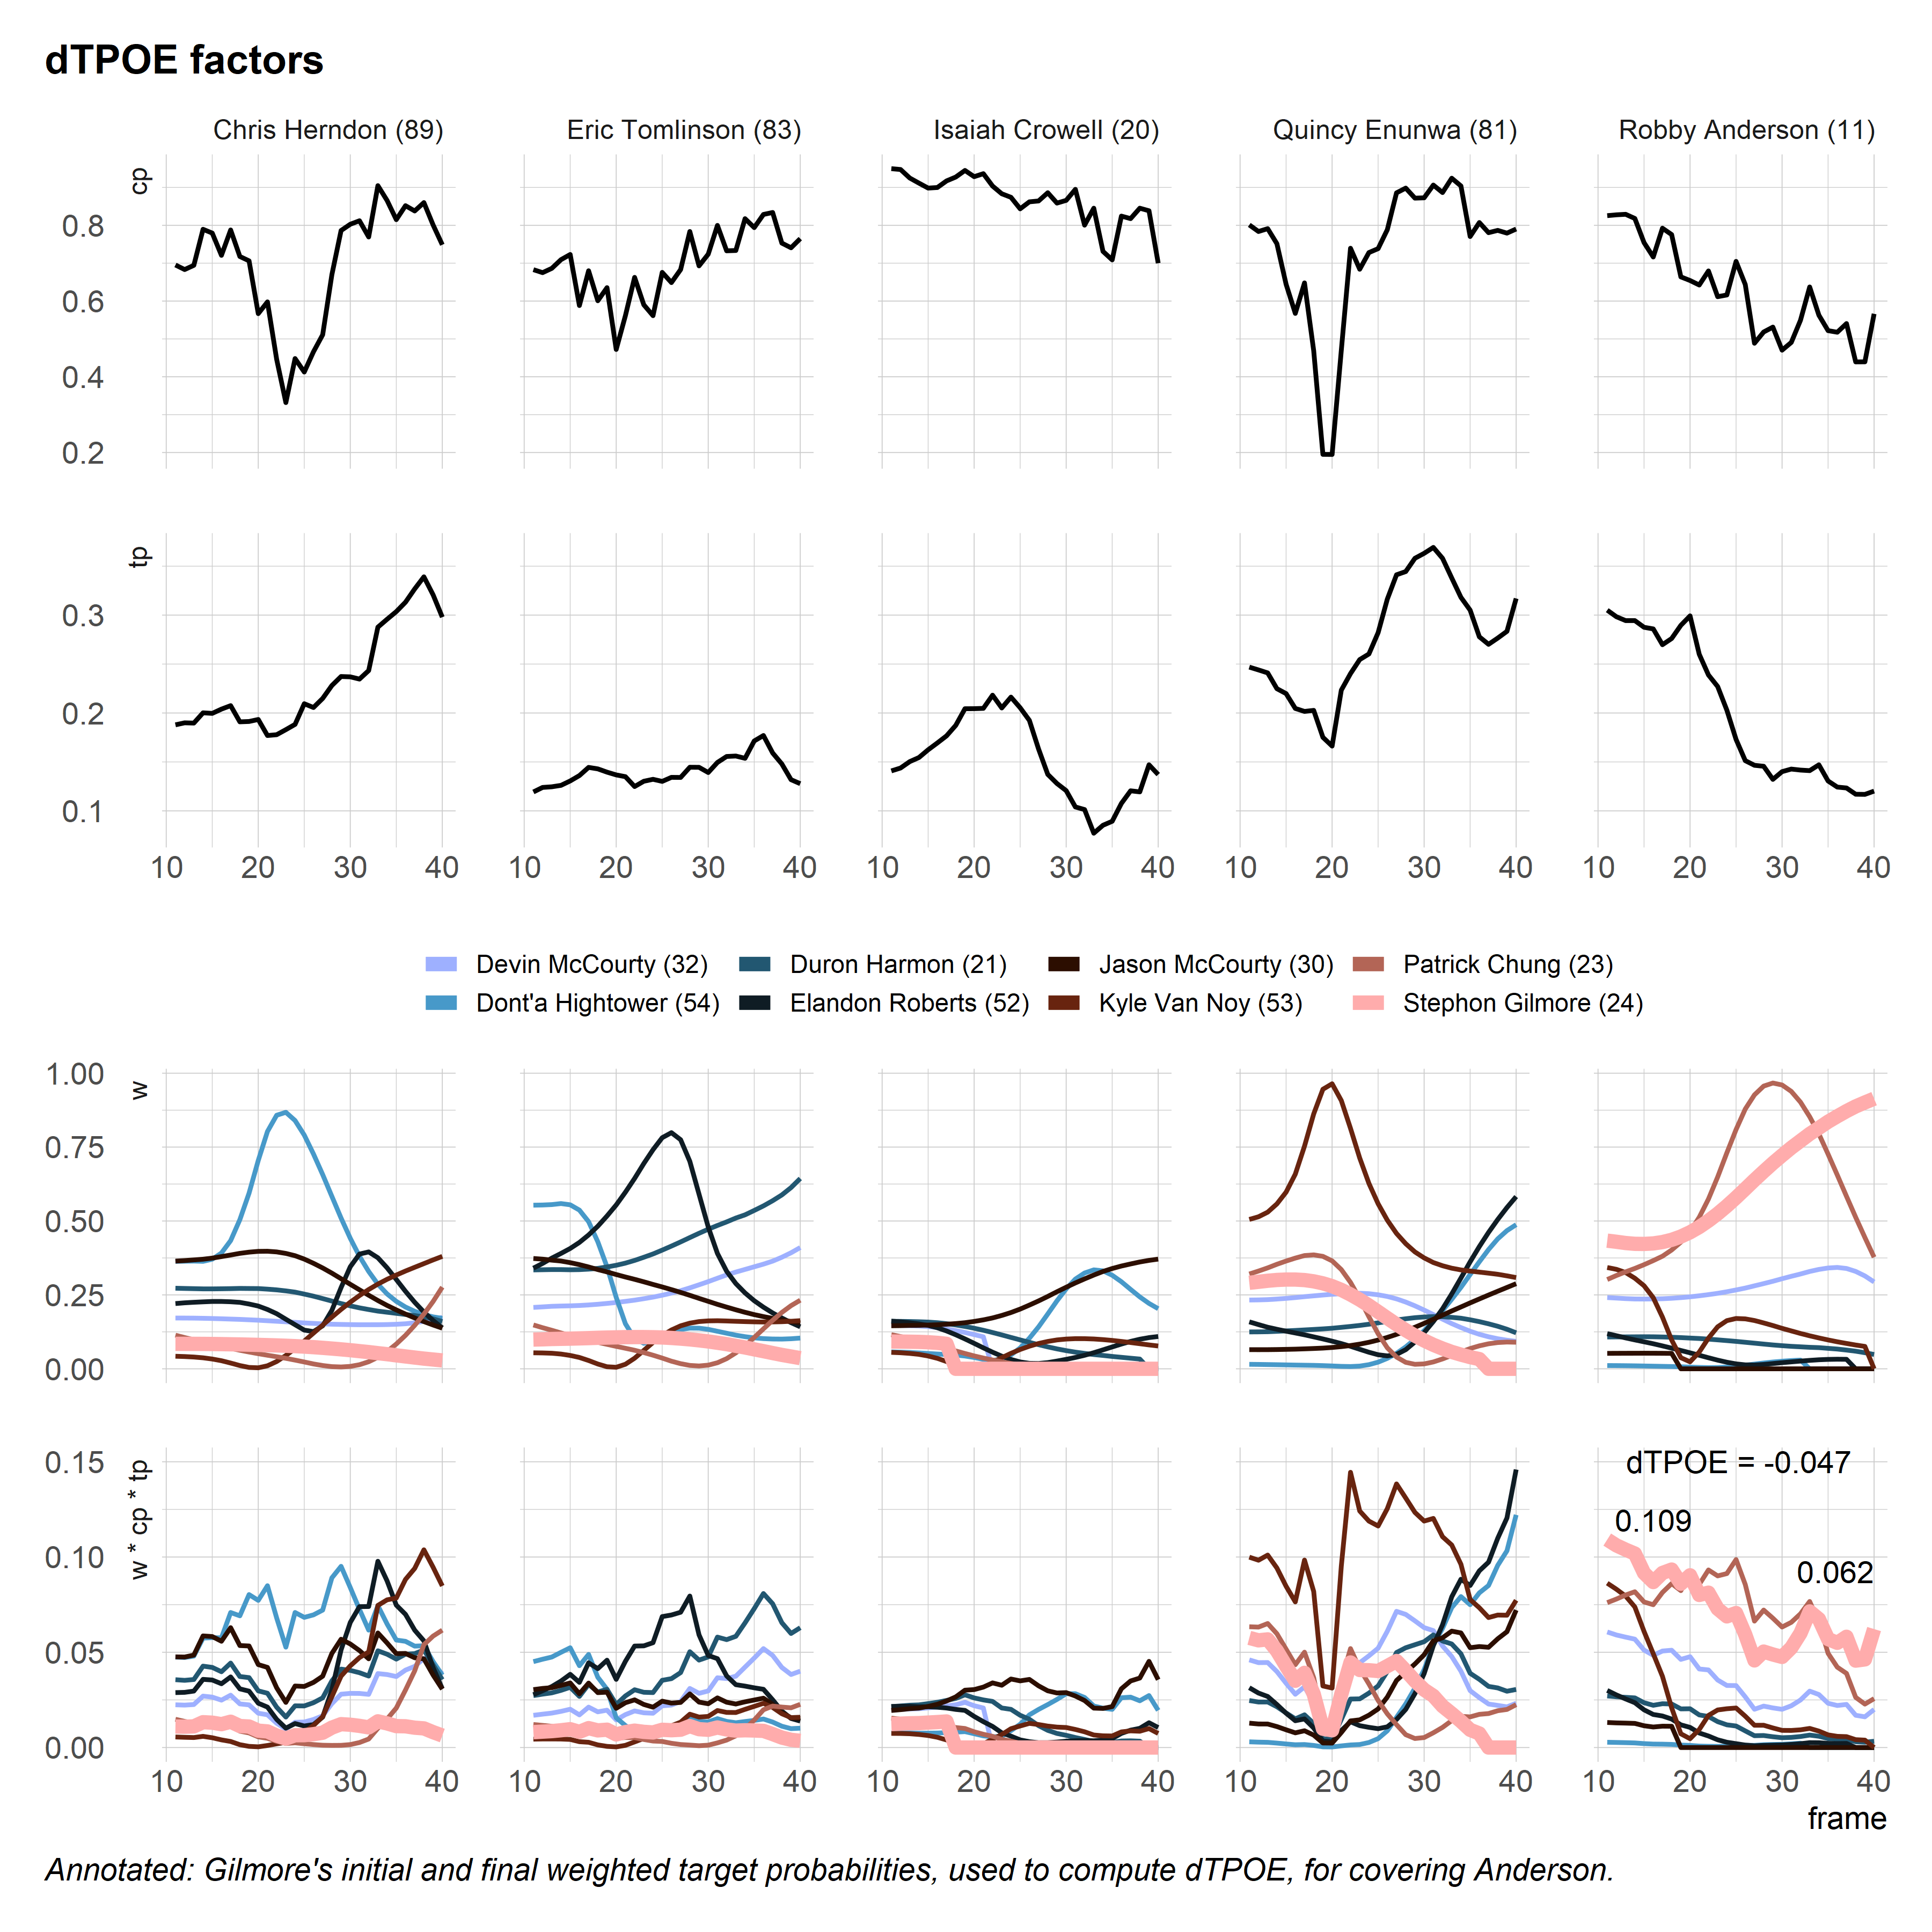 dTPOE factors
Chris Herndon (89) Eric Tomlinson (83) Isaiah Crowell (20) Quincy Enunwa (81) Robby Anderson (11)
cp
0.8
0.6
0.4
0.2
tp
0.3
0.2
0.1
10 20 30 40 10 20 30 40 10 20 30 40 10 20 30 40 10 20 30 40
Devin McCourty (32) Duron Harmon (21) Jason McCourty (30) Patrick Chung (23)
Dont'a Hightower (54) Elandon Roberts (52) Kyle Van Noy (53) Stephon Gilmore (24)
w
1.00
0.75
0.50
0.25
0.00
w * cp * tp
0.15
0.10
0.05
0.00
dTPOE = -0.047
0.109
0.062
10 20 30 40 10 20 30 40 10 20 30 40 10 20 30 40 10 20 30 40
frame
Annotated: Gilmore's initial and final weighted target probabilities, used to compute dTPOE, for covering Anderson.